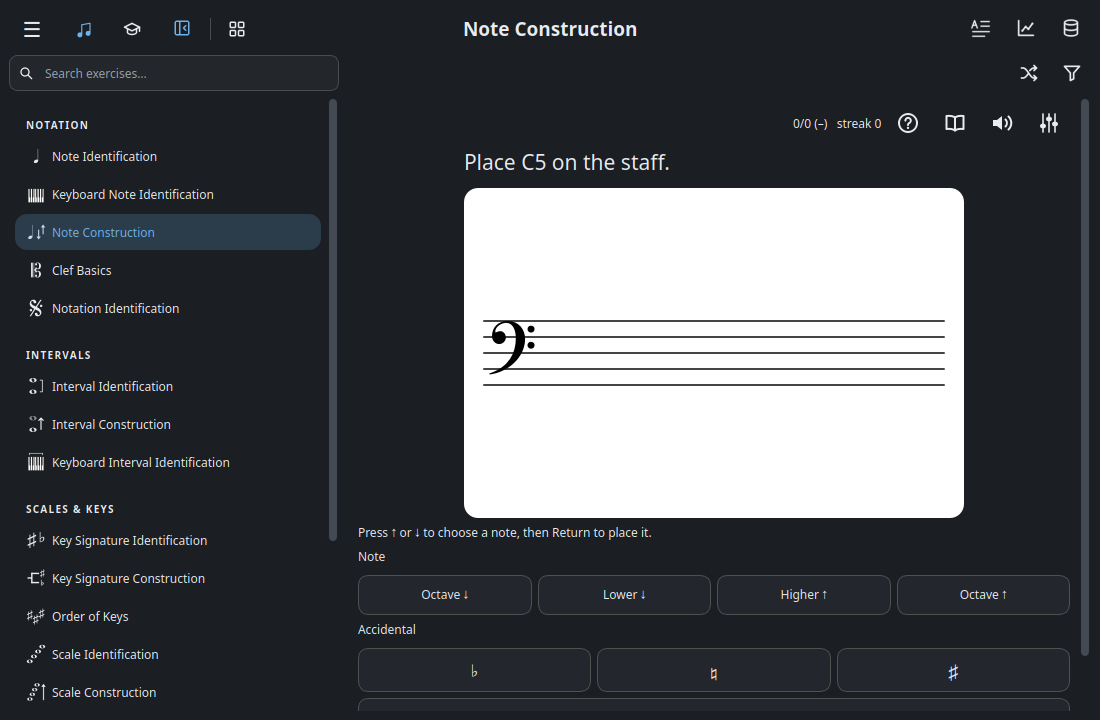 Note Construction
Search exercises...
0/0 (–) streak 0
NOTATION
Note Identification
Keyboard Note Identification
Note Construction
Clef Basics
Notation Identification
INTERVALS
Interval Identification
Interval Construction
Keyboard Interval Identification
SCALES & KEYS
Key Signature Identification
Key Signature Construction
Order of Keys
Scale Identification
Scale Construction
Place C5 on the staff.
Press ↑ or ↓ to choose a note, then Return to place it.
Note
Octave ↓
Lower ↓
Higher ↑
Octave ↑
Accidental
♭
♮
♯